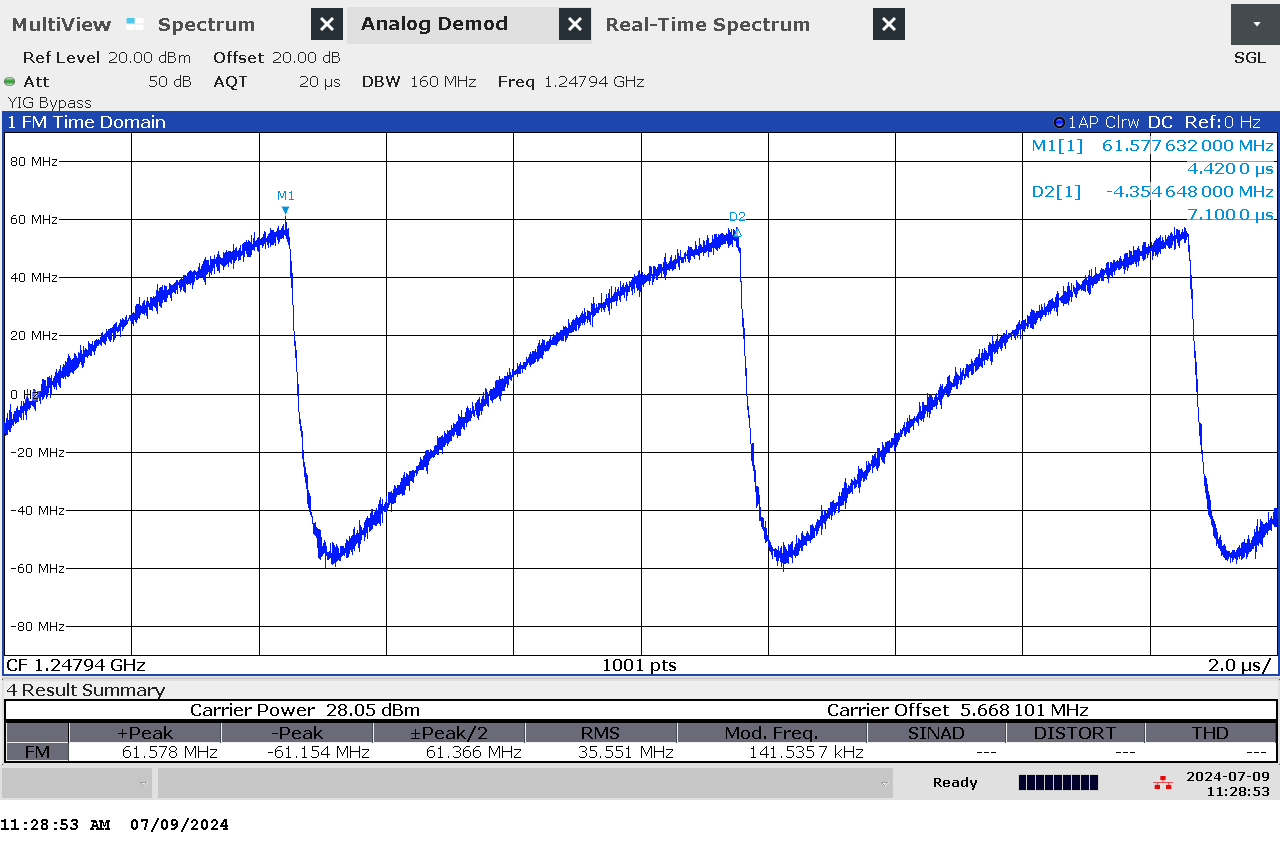 MultiView Spectrum Analog Demod Real-Time Spectrum
Ref Level 20.00 dBm Offset 20.00 dB SGL
Att 50 dB AQT 20 µs DBW 160 MHz Freq 1.24794 GHz
YIG Bypass
1 FM Time Domain 1AP Clrw DC Ref:0 Hz
M1[1] 61.577 632 000 MHz
80 MHz
4.420 0 µs
D2[1] -4.354 648 000 MHz
M1
7.100 0 µs
60 MHz
D2
40 MHz
20 MHz
0 Hz
-20 MHz
-40 MHz
-60 MHz
-80 MHz
CF 1.24794 GHz 1001 pts 2.0 µs/
4 Result Summary
Carrier Power 28.05 dBm Carrier Offset 5.668 101 MHz
+Peak -Peak ±Peak/2 RMS Mod. Freq. SINAD DISTORT THD
FM 61.578 MHz -61.154 MHz 61.366 MHz 35.551 MHz 141.535 7 kHz --- --- ---
Ready 2024-07-09
11:28:53
11:28:53 AM 07/09/2024